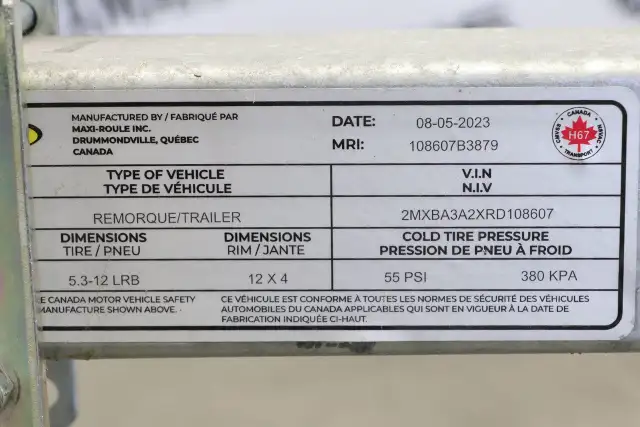 MANUFACTURED BY / FABRIQUÉ PAR
MAXI-ROULE INC.
DRUMMONDVILLE, QUÉBEC
CANADA
DATE: 08-05-2023
MRI: 108607B3879
CANADA
H67
TRANSPORT
TYPE OF VEHICLE
TYPE DE VÉHICULE
V.I.N
N.I.V
REMORQUE/TRAILER
2MXBA3A2XRD108607
DIMENSIONS
TIRE / PNEU
DIMENSIONS
RIM / JANTE
COLD TIRE PRESSURE
PRESSION DE PNEU À FROID
5.3-12 LRB
12 X 4
55 PSI
380 KPA
E CANADA MOTOR VEHICLE SAFETY
MANUFACTURE SHOWN ABOVE.
CE VÉHICULE EST CONFORME À TOUTES LES NORMES DE SÉCURITÉ DES VÉHICULES
AUTOMOBILES DU CANADA APPLICABLES QUI SONT EN VIGUEUR À LA DATE DE
FABRICATION INDIQUÉE CI-HAUT.